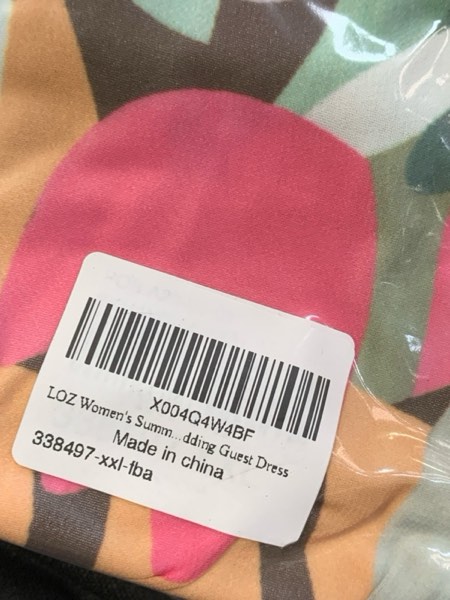 X004Q4W4BF
LOZ Women's Summ...dding Guest Dress
Made in china
338497-xxl-fba